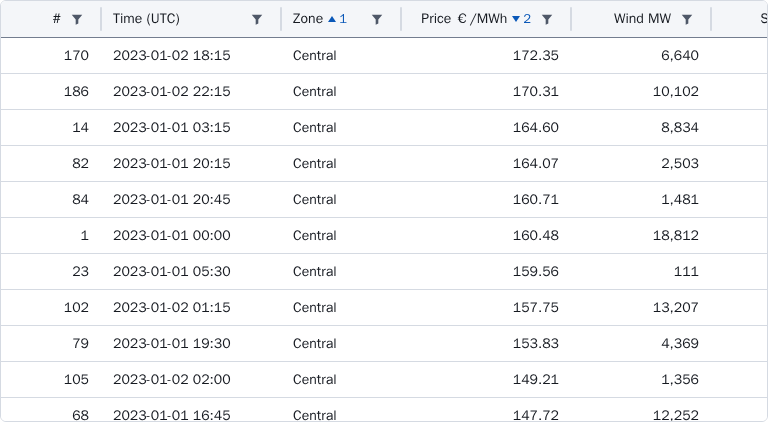 # Time (UTC) Zone 1 Price €/MWh 2 Wind MW S
170 2023-01-02 18:15 Central 172.35 6,640
186 2023-01-02 22:15 Central 170.31 10,102
14 2023-01-01 03:15 Central 164.60 8,834
82 2023-01-01 20:15 Central 164.07 2,503
84 2023-01-01 20:45 Central 160.71 1,481
1 2023-01-01 00:00 Central 160.48 18,812
23 2023-01-01 05:30 Central 159.56 111
102 2023-01-02 01:15 Central 157.75 13,207
79 2023-01-01 19:30 Central 153.83 4,369
105 2023-01-02 02:00 Central 149.21 1,356
68 2023-01-01 16:45 Central 147.72 12,252